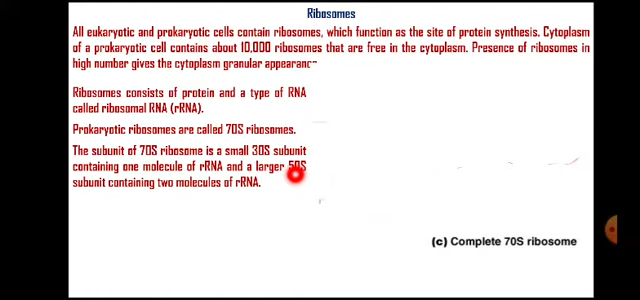 Ribosomes
All eukaryotic and prokaryotic cells contain ribosomes, which function as the site of protein synthesis. Cytoplasm
of a prokaryotic cell contains about 10,000 ribosomes that are free in the cytoplasm. Presence of ribosomes in
high number gives the cytoplasm granular
Ribosomes consists of protein and a type of RNA
called ribosomal RNA (rRNA).
Prokaryotic ribosomes are called 70S ribosomes.
The subunit of 70S ribosome is a small 30S subunit
containing one molecule of rRNA and a larger 50S
subunit containing two molecules of rRNA.
(c) Complete 70S ribosome